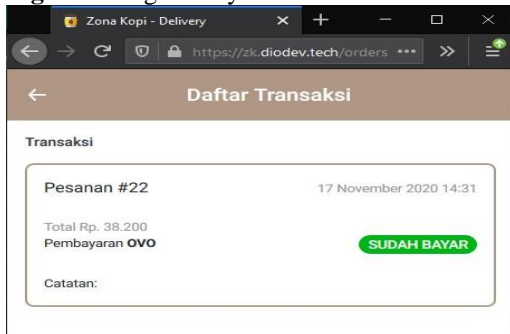 Zona Kopi - Delivery
https://zk.diodev.tech/orders
Daftar Transaksi
Transaksi
Pesanan #22 17 November 2020 14:31
Total Rp. 38.200
Pembayaran OVO SUDAH BAYAR
Catatan: